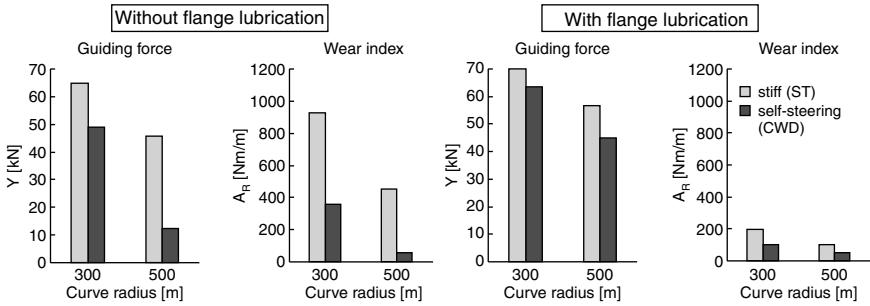 Without flange lubrication
With flange lubrication
Guiding force
Wear index
Guiding force
Wear index
Y [kN]
70
60
50
40
30
20
10
0
300
500
Curve radius [m]
A_R [Nm/m]
1200
1000
800
600
400
200
0
300
500
Curve radius [m]
Y [kN]
70
60
50
40
30
20
10
0
300
500
Curve radius [m]
A_R [Nm/m]
1200
1000
800
600
400
200
0
stiff (ST)
self-steering
(CWD)
300
500
Curve radius [m]